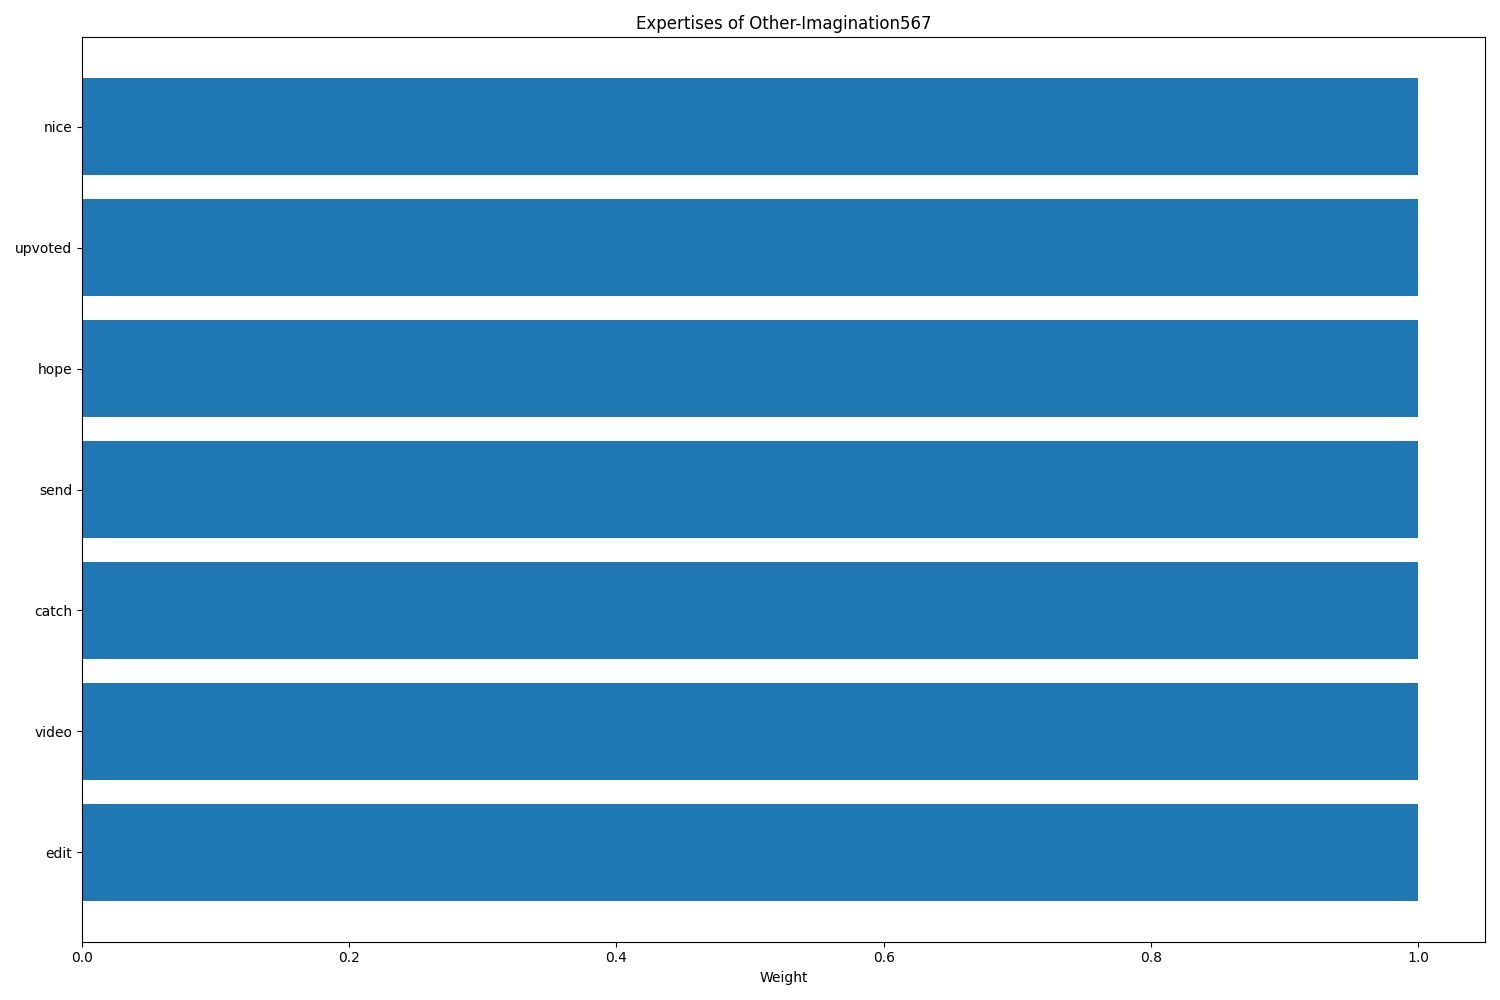 Expertises of Other-Imagination567
nice
upvoted
hope
send
catch
video
edit
0.0 0.2 0.4 0.6 0.8 1.0
Weight